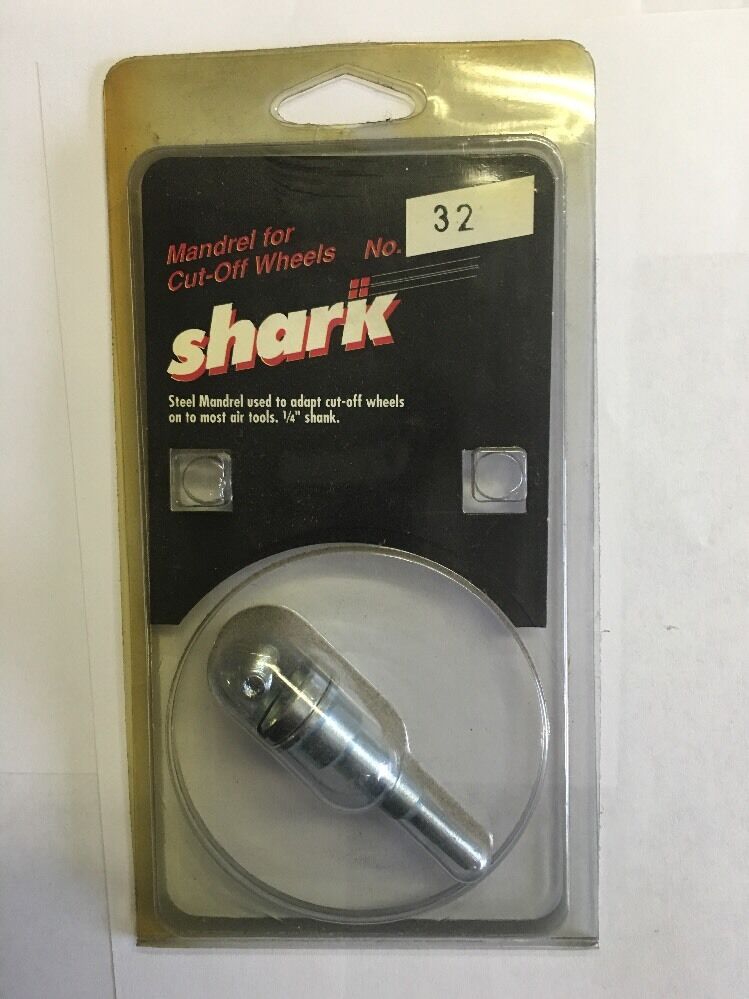 Mandrel for
Cut-Off Wheels No. 32
shark
Steel Mandrel used to adapt cut-off wheels
on to most air tools. 1/4" shank.